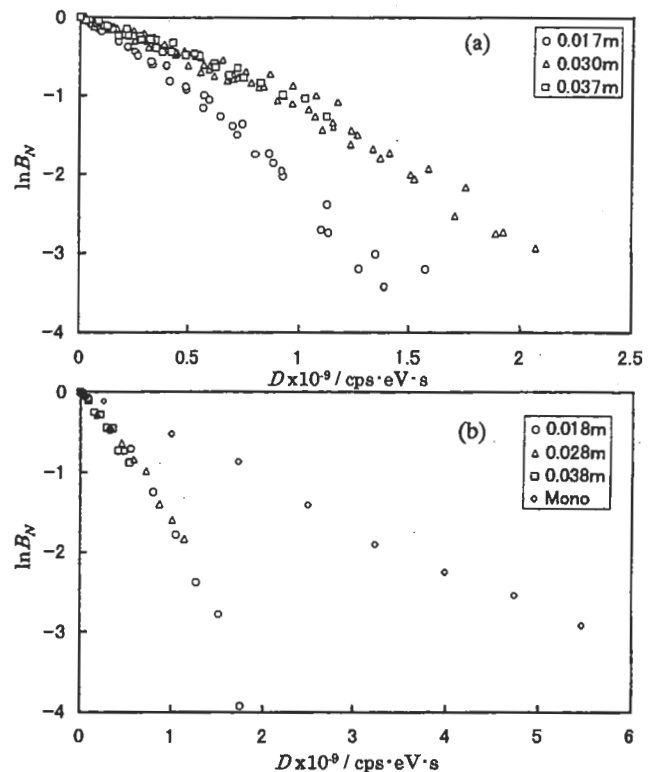 0
(a)
0.017m
0.030m
0.037m
-1
lnB_N
-2
-3
-4
0 0.5 1 1.5 2 2.5
D x10⁻⁹ / cps·eV·s
0
(b)
0.018m
0.028m
0.038m
Mono
-1
lnB_N
-2
-3
-4
0 1 2 3 4 5 6
D x10⁻⁹ / cps·eV·s